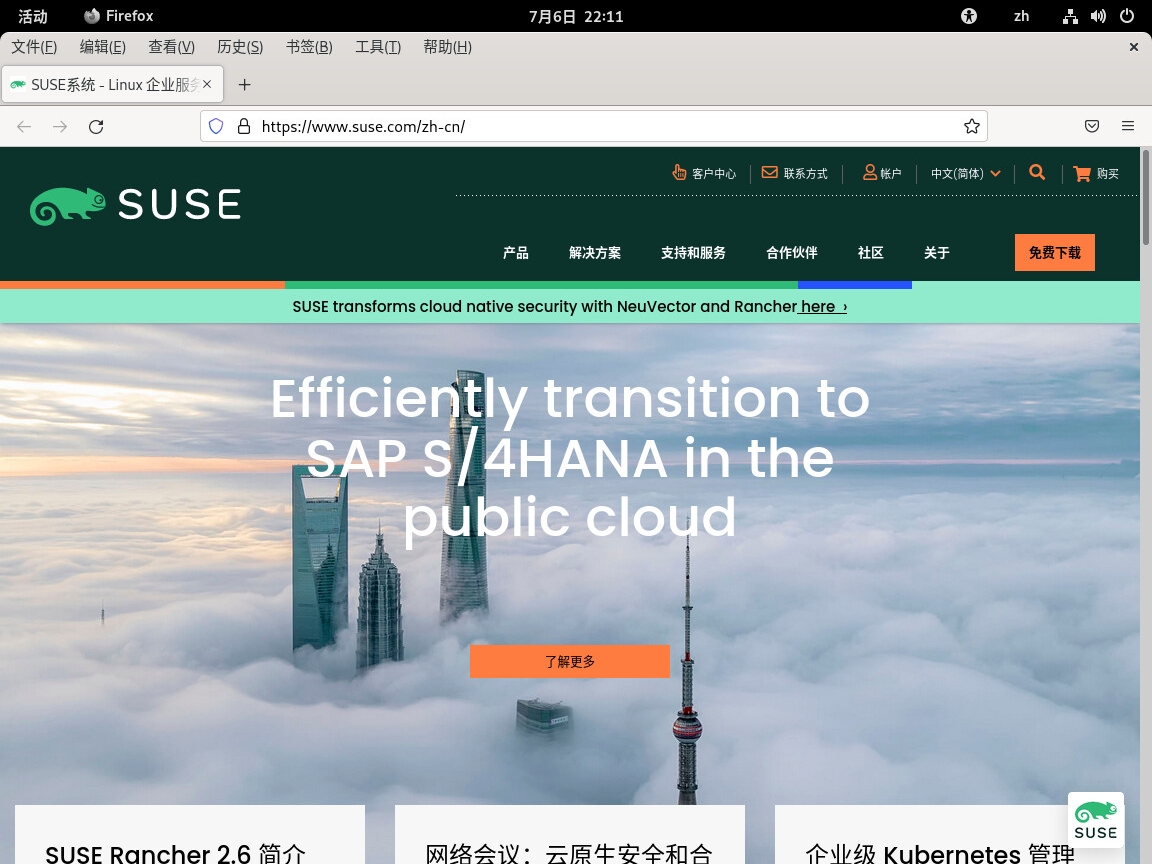 活动 Firefox 7月6日 22:11 zh
文件(F) 编辑(E) 查看(V) 历史(S) 书签(B) 工具(T) 帮助(H)
SUSE系统 - Linux 企业服务
https://www.suse.com/zh-cn/
客户中心 联系方式 帐户 中文(简体) 购买
SUSE
产品 解决方案 支持和服务 合作伙伴 社区 关于 免费下载
SUSE transforms cloud native security with NeuVector and Rancher here ›
Efficiently transition to
SAP S/4HANA in the
public cloud
了解更多
SUSE
SUSE Rancher 2.6 简介
网络会议：云原生安全和合
企业级 Kubernetes 管理